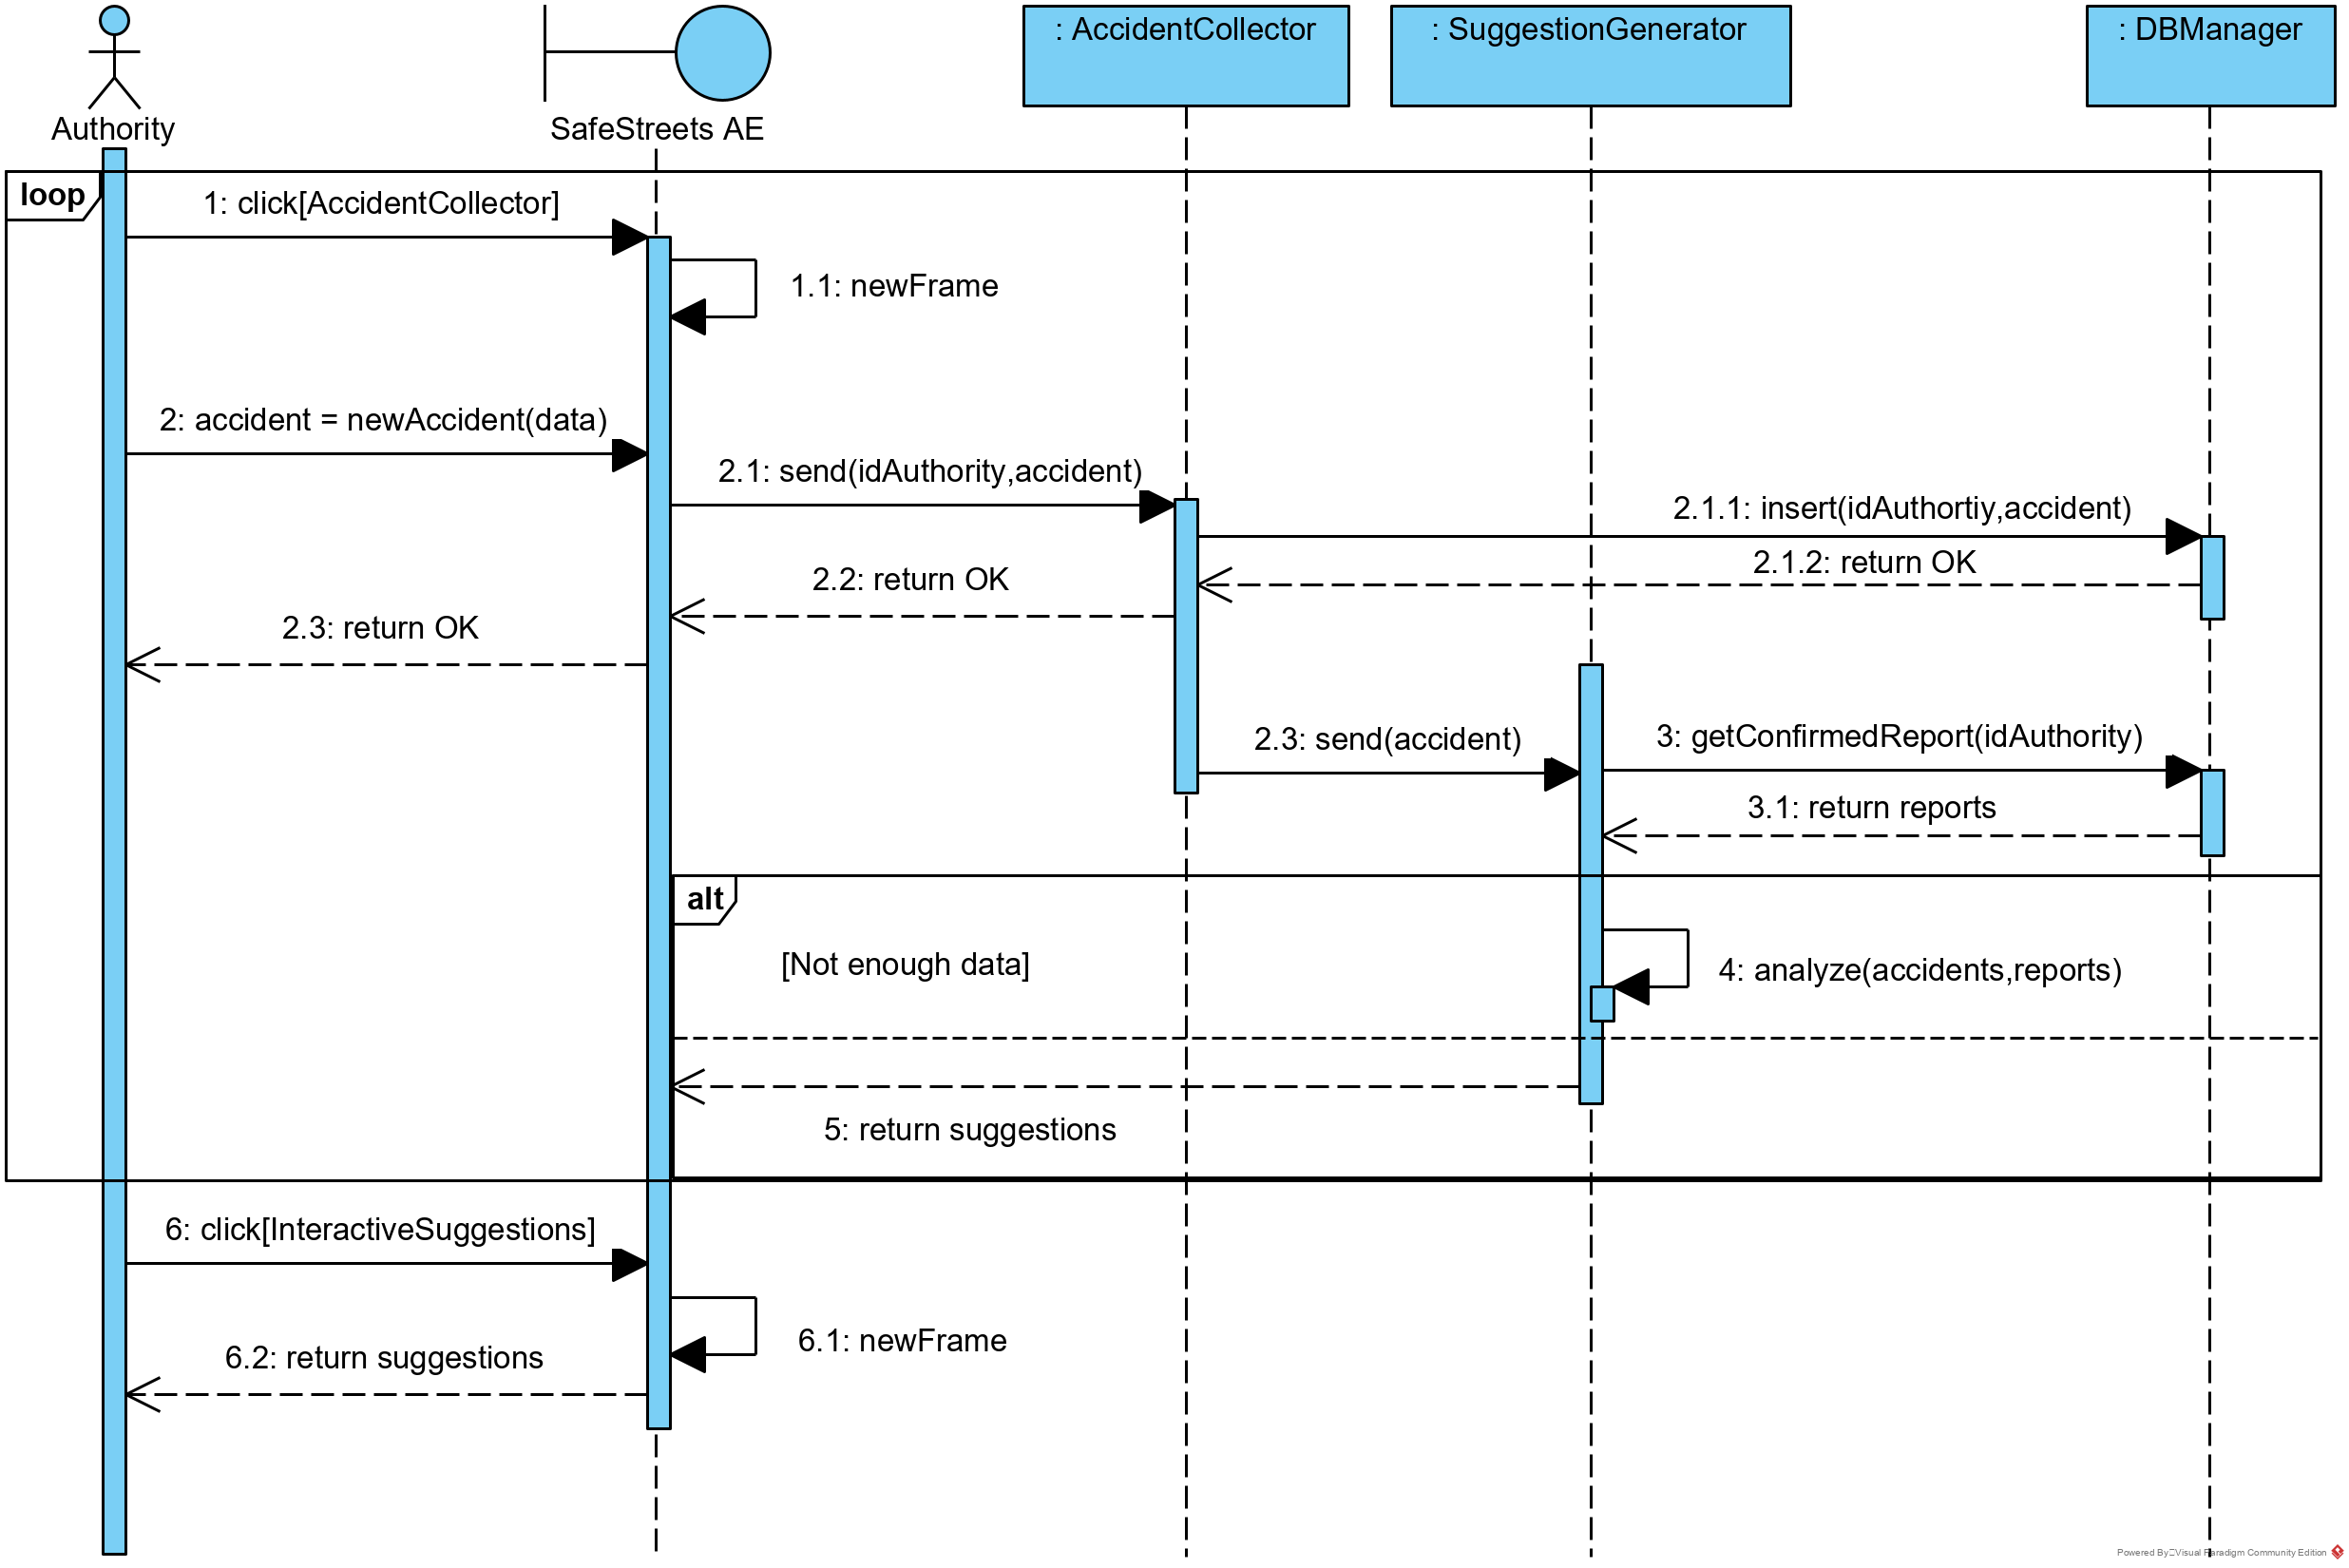 Authority
SafeStreets AE
: AccidentCollector
: SuggestionGenerator
: DBManager
loop
1: click[AccidentCollector]
1.1: newFrame
2: accident = newAccident(data)
2.1: send(idAuthority,accident)
2.1.1: insert(idAuthortiy,accident)
2.1.2: return OK
2.2: return OK
2.3: return OK
2.3: send(accident)
3: getConfirmedReport(idAuthority)
3.1: return reports
alt
[Not enough data]
4: analyze(accidents,reports)
5: return suggestions
6: click[InteractiveSuggestions]
6.1: newFrame
6.2: return suggestions
Powered By Visual Paradigm Community Edition